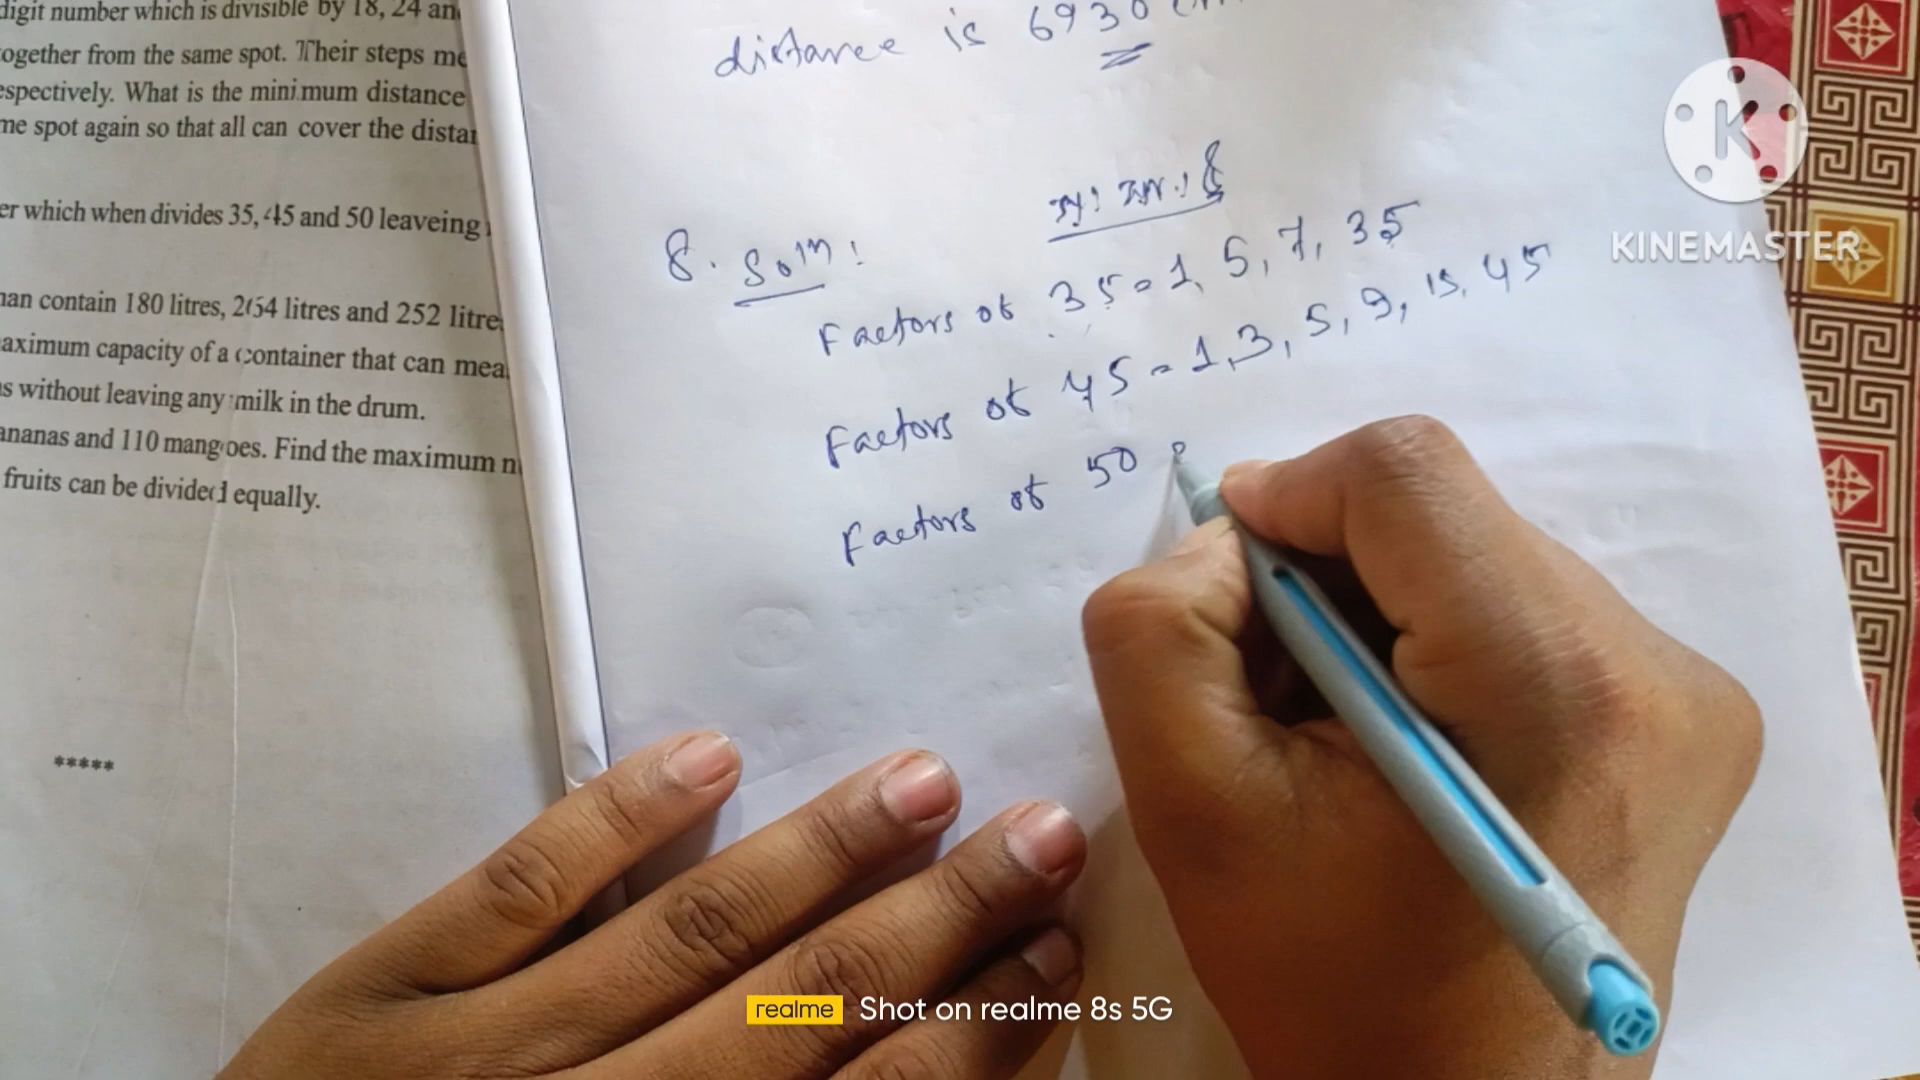 digit number which is divisible by 18, 24 an
together from the same spot. Their steps me
espectively. What is the minimum distance
me spot again so that all can cover the distan
er which when divides 35, 45 and 50 leaveing
nan contain 180 litres, 264 litres and 252 litre
aximum capacity of a container that can mea
s without leaving any milk in the drum.
ananas and 110 mangoes. Find the maximum n
fruits can be divided equally.
*****
distance is 6930 cm
8. Soln:
Factors of 35 = 1, 5, 7, 35
Factors of 45 = 1, 3, 5, 9, 15, 45
Factors of 50
K
KINEMASTER
realme Shot on realme 8s 5G